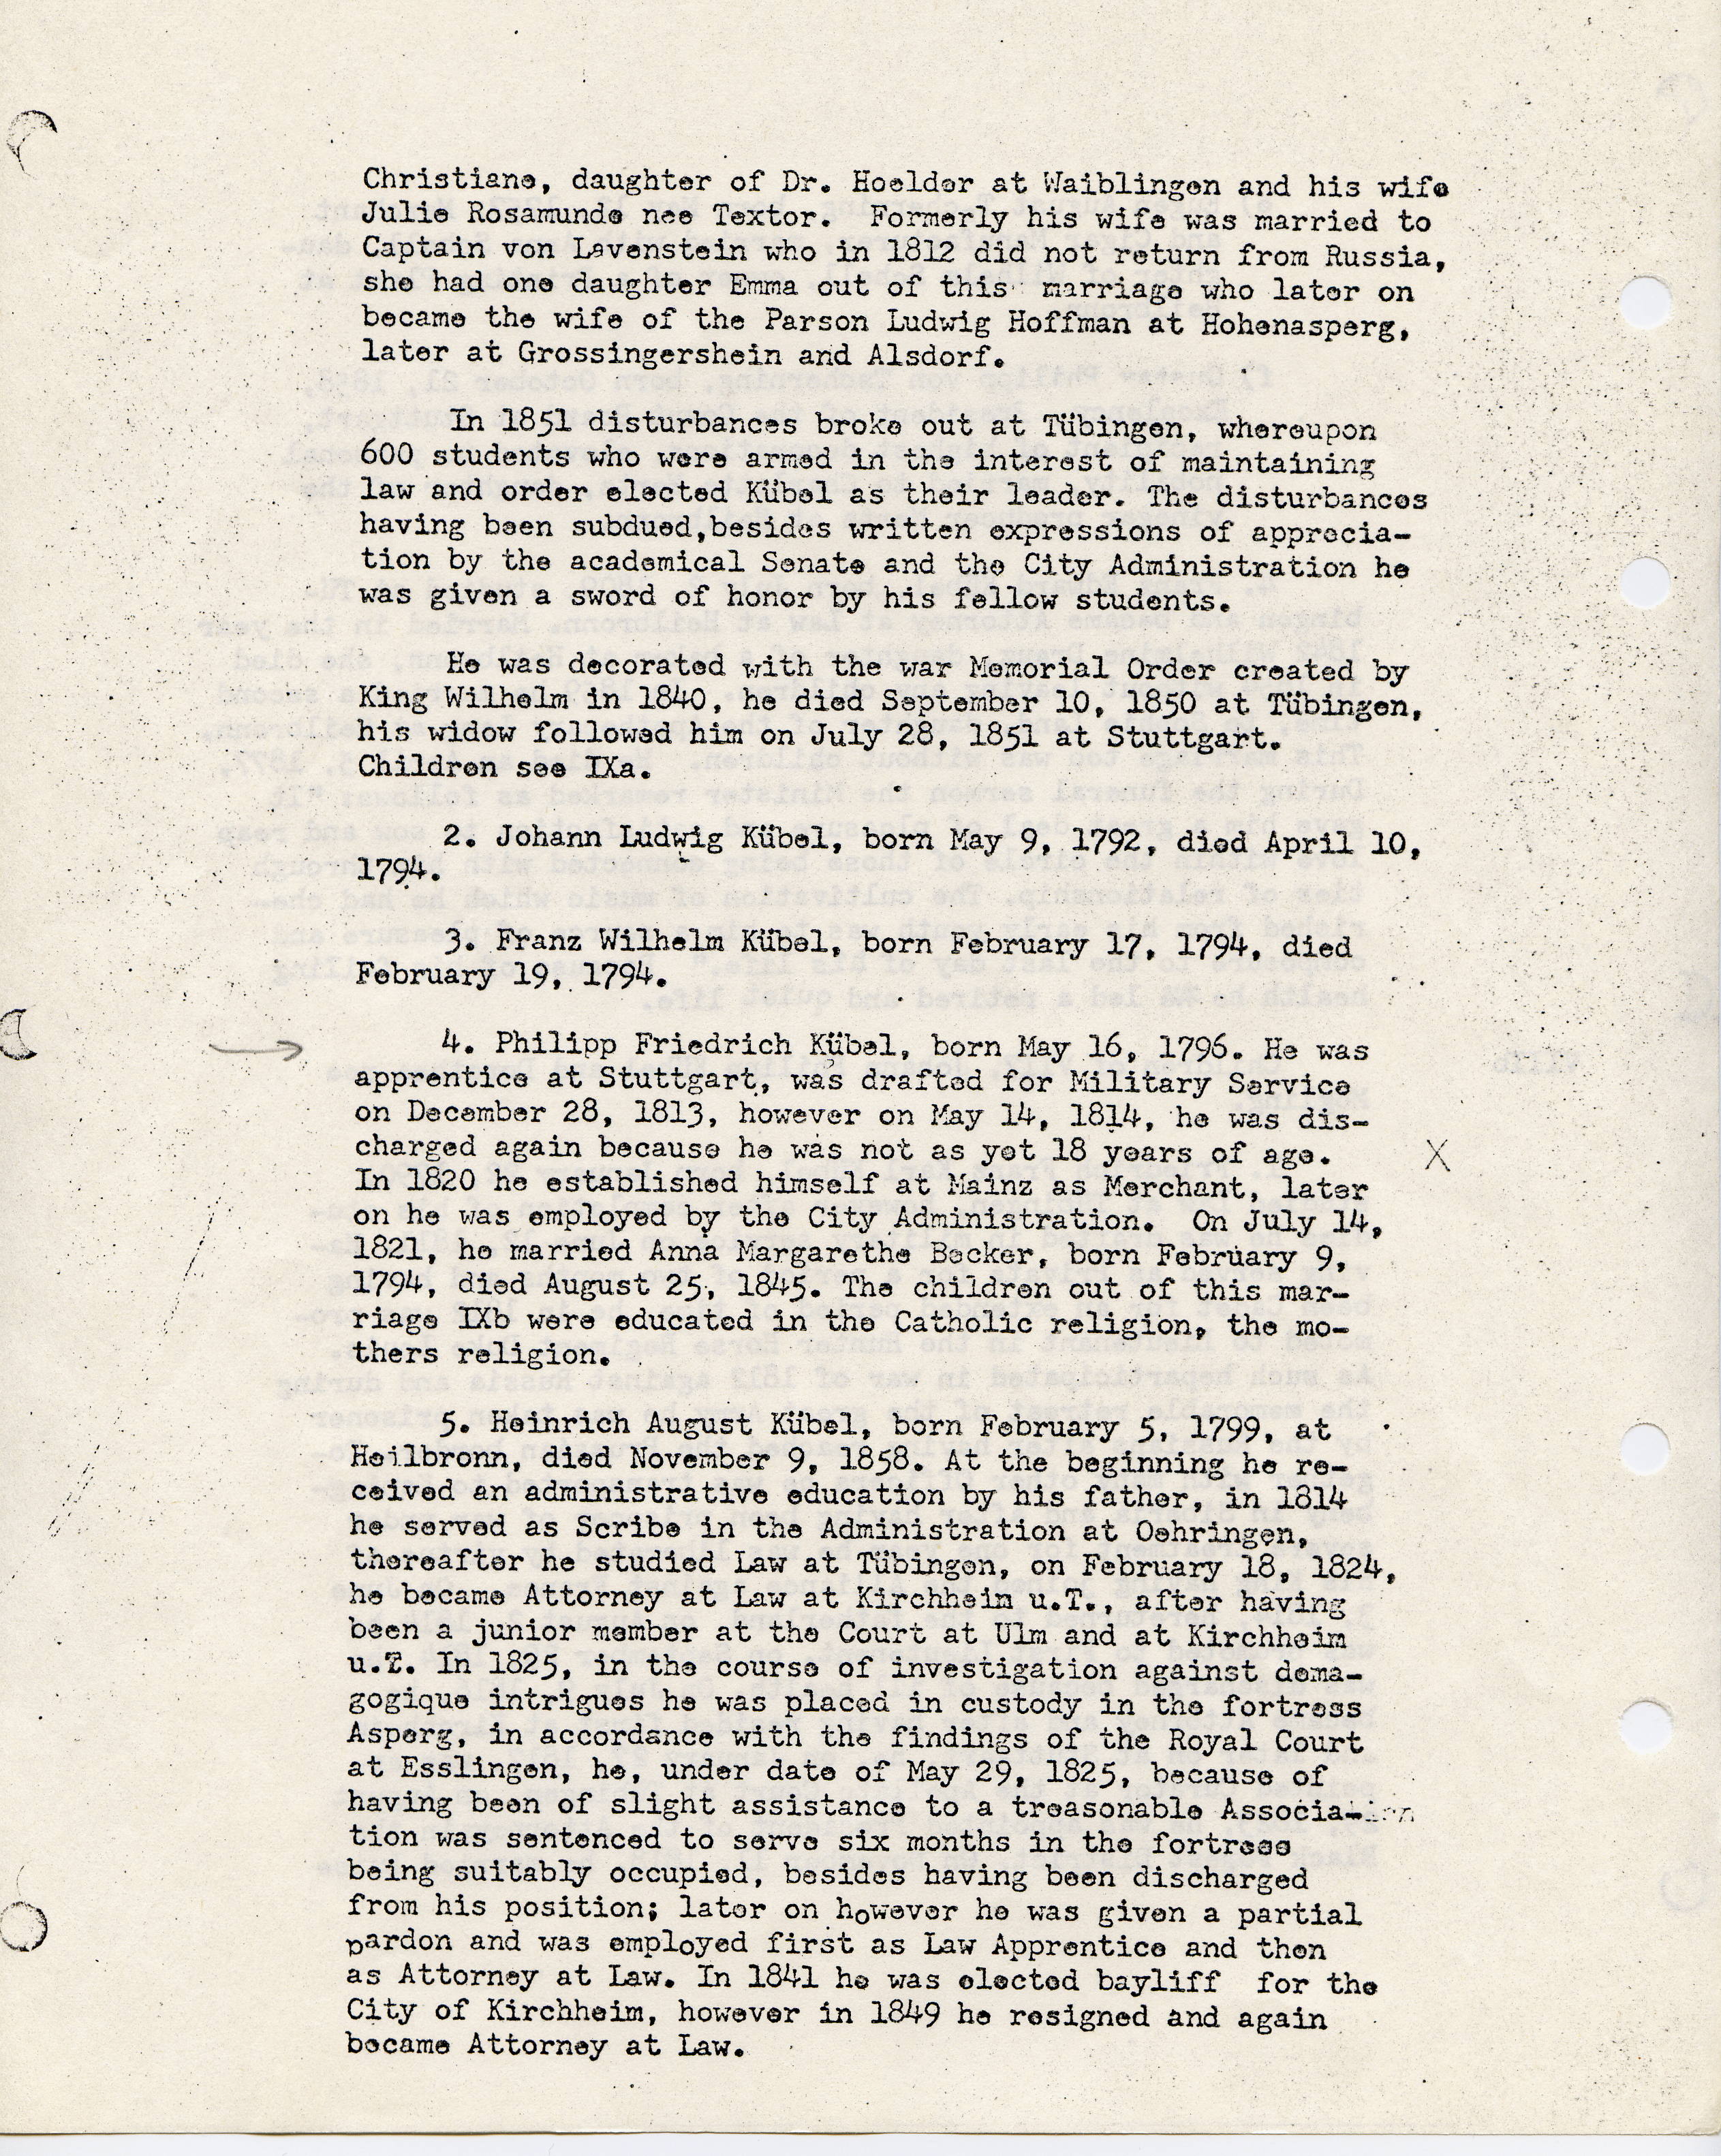 Christiane, daughter of Dr. Hoelder at Waiblingen and his wife
Julie Rosamunde nee Textor.  Formerly his wife was married to
Captain von Lavenstein who in 1812 did not return from Russia,
she had one daughter Emma out of this marriage who later on
became the wife of the Parson Ludwig Hoffman at Hohenasperg,
later at Grossingershein and Alsdorf.
In 1851 disturbances broke out at Tübingen, whereupon
600 students who were armed in the interest of maintaining
law and order elected Kübel as their leader. The disturbances
having been subdued,besides written expressions of apprecia-
tion by the academical Senate and the City Administration he
was given a sword of honor by his fellow students.
He was decorated with the war Memorial Order created by
King Wilhelm in 1840, he died September 10, 1850 at Tübingen,
his widow followed him on July 28, 1851 at Stuttgart.
Children see IXa.
2. Johann Ludwig Kübel, born May 9, 1792, died April 10,
1794.
3. Franz Wilhelm Kübel, born February 17, 1794, died
February 19, 1794.
4. Philipp Friedrich Kübel, born May 16, 1796. He was
apprentice at Stuttgart, was drafted for Military Service
on December 28, 1813, however on May 14, 1814, he was dis-
charged again because he was not as yet 18 years of age.
X
In 1820 he established himself at Mainz as Merchant, later
on he was employed by the City Administration.  On July 14,
1821, he married Anna Margarethe Becker, born February 9,
1794, died August 25, 1845. The children out of this mar-
riage IXb were educated in the Catholic religion, the mo-
thers religion.
5. Heinrich August Kübel, born February 5, 1799, at
Heilbronn, died November 9, 1858. At the beginning he re-
ceived an administrative education by his father, in 1814
he served as Scribe in the Administration at Oehringen,
thereafter he studied Law at Tübingen, on February 18, 1824,
he became Attorney at Law at Kirchheim u.T., after having
been a junior member at the Court at Ulm and at Kirchheim
u.T. In 1825, in the course of investigation against dema-
gogique intrigues he was placed in custody in the fortress
Asperg, in accordance with the findings of the Royal Court
at Esslingen, he, under date of May 29, 1825, because of
having been of slight assistance to a treasonable Associa-
tion was sentenced to serve six months in the fortress
being suitably occupied, besides having been discharged
from his position; later on however he was given a partial
pardon and was employed first as Law Apprentice and then
as Attorney at Law. In 1841 he was elected bayliff  for the
City of Kirchheim, however in 1849 he resigned and again
became Attorney at Law.